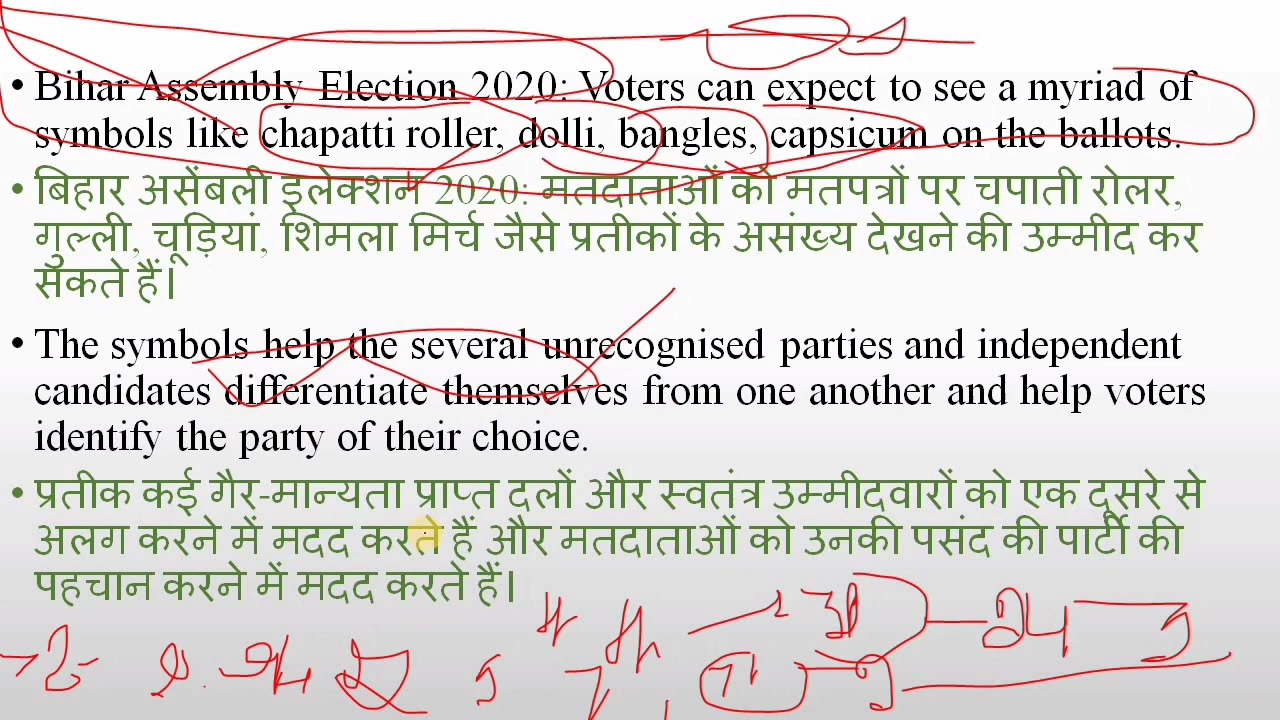 • Bihar Assembly Election 2020: Voters can expect to see a myriad of
symbols like chapatti roller, dolli, bangles, capsicum on the ballots.
• बिहार असेंबली इलेक्शन 2020: मतदाताओं को मतपत्रों पर चपाती रोलर,
गुल्ली, चूड़ियां, शिमला मिर्च जैसे प्रतीकों के असंख्य देखने की उम्मीद कर
सकते हैं।
• The symbols help the several unrecognised parties and independent
candidates differentiate themselves from one another and help voters
identify the party of their choice.
• प्रतीक कई गैर-मान्यता प्राप्त दलों और स्वतंत्र उम्मीदवारों को एक दूसरे से
अलग करने में मदद करते हैं और मतदाताओं को उनकी पसंद की पार्टी की
पहचान करने में मदद करते हैं।